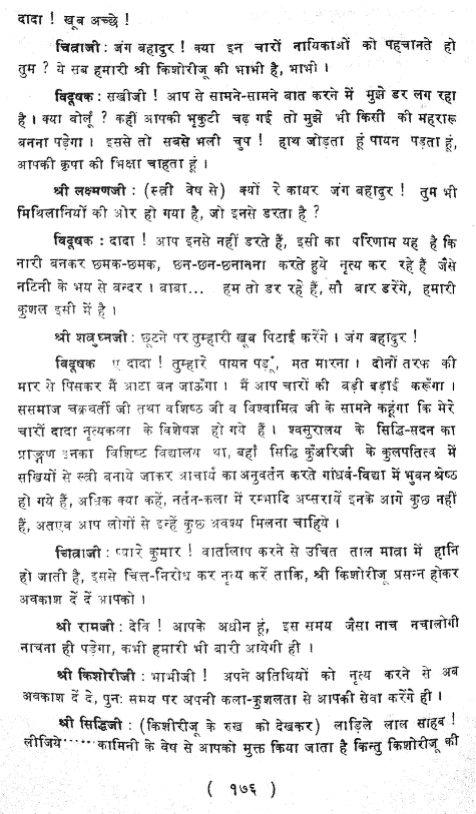 दादा ! खूब अच्छे !
चित्राजी : जंग बहादुर ! क्या इन चारों नायिकाओं को पहचानते हो
तुम ? ये सब हमारी श्री किशोरीजू की भाभी है, भाभी ।
विदूषक : सखीजी ! आप से सामने-सामने बात करने में मुझे डर लग रहा
है । क्या बोलूँ ? कहीं आपकी भृकुटी चढ़ गई तो मुझे भी किसी की महरारू
बनना पड़ेगा । इससे तो सबसे भली चुप ! हाथ जोड़ता हूं पायन पड़ता हूं,
आपकी कृपा की भिक्षा चाहता हूं ।
श्री लक्ष्मणजी : (स्त्री वेष से) क्यों रे कायर जंग बहादुर ! तुम भी
मिथिलानियों की ओर हो गया है, जो इनसे डरता है ?
विदूषक : दादा ! आप इनसे नहीं डरते हैं, इसी का परिणाम यह है कि
नारी बनकर छमक-छमक, छन-छन-छनानना करते हुये नृत्य कर रहे हैं जैसे
नटिनी के भय से बन्दर । बाबा... हम तो डर रहे हैं, सौ बार डरेंगे, हमारी
कुशल इसी में है ।
श्री शत्रुघ्नजी : छूटने पर तुम्हारी खूब पिटाई करेंगे । जंग बहादुर !
विदूषक ए दादा ! तुम्हारे पायन पड़ूँ, मत मारना । दोनों तरफ की
मार से पिसकर मैं आटा बन जाऊँगा । मैं आप चारों की बड़ी बड़ाई करूँगा ।
ससमाज चक्रवर्ती जी तथा वशिष्ठ जी व विश्वामित्र जी के सामने कहूंगा कि मेरे
चारों दादा नृत्यकला के विशेषज्ञ हो गये हैं । श्वसुरालय के सिद्धि-सदन का
प्राङ्गण इनका विशिष्ट विद्यालय था, वहाँ सिद्धि कुँअरिजी के कुलपतित्व में
सखियों से स्त्री बनाये जाकर आचार्य का अनुवर्तन करते गांधर्व-विद्या में भुवन श्रेष्ठ
हो गये हैं, अधिक क्या कहें, नर्तन-कला में रम्भादि अप्सरायें इनके आगे कुछ नहीं
हैं, अतएव आप लोगों से इन्हें कुछ अवश्य मिलना चाहिये ।
चित्राजी : प्यारे कुमार ! वार्तालाप करने से उचित ताल मात्रा में हानि
हो जाती है, इससे चित्त-निरोध कर नृत्य करें ताकि, श्री किशोरीजू प्रसन्न होकर
अवकाश दें दें आपको ।
श्री रामजी : देवि ! आपके अधीन हूं, इस समय जैसा नाच नचालोगी
नाचना ही पड़ेगा, कभी हमारी भी बारी आयेगी ही ।
श्री किशोरीजी : भाभीजी ! अपने अतिथियों को नृत्य करने से अब
अवकाश दें दे, पुनः समय पर अपनी कला-कुशलता से आपकी सेवा करेंगे ही ।
श्री सिद्धिजी : (किशोरीजू के रुख को देखकर) लाड़िले लाल साहब !
लीजिये...... कामिनी के वेष से आपको मुक्त किया जाता है किन्तु किशोरीजू की
( १७६ )